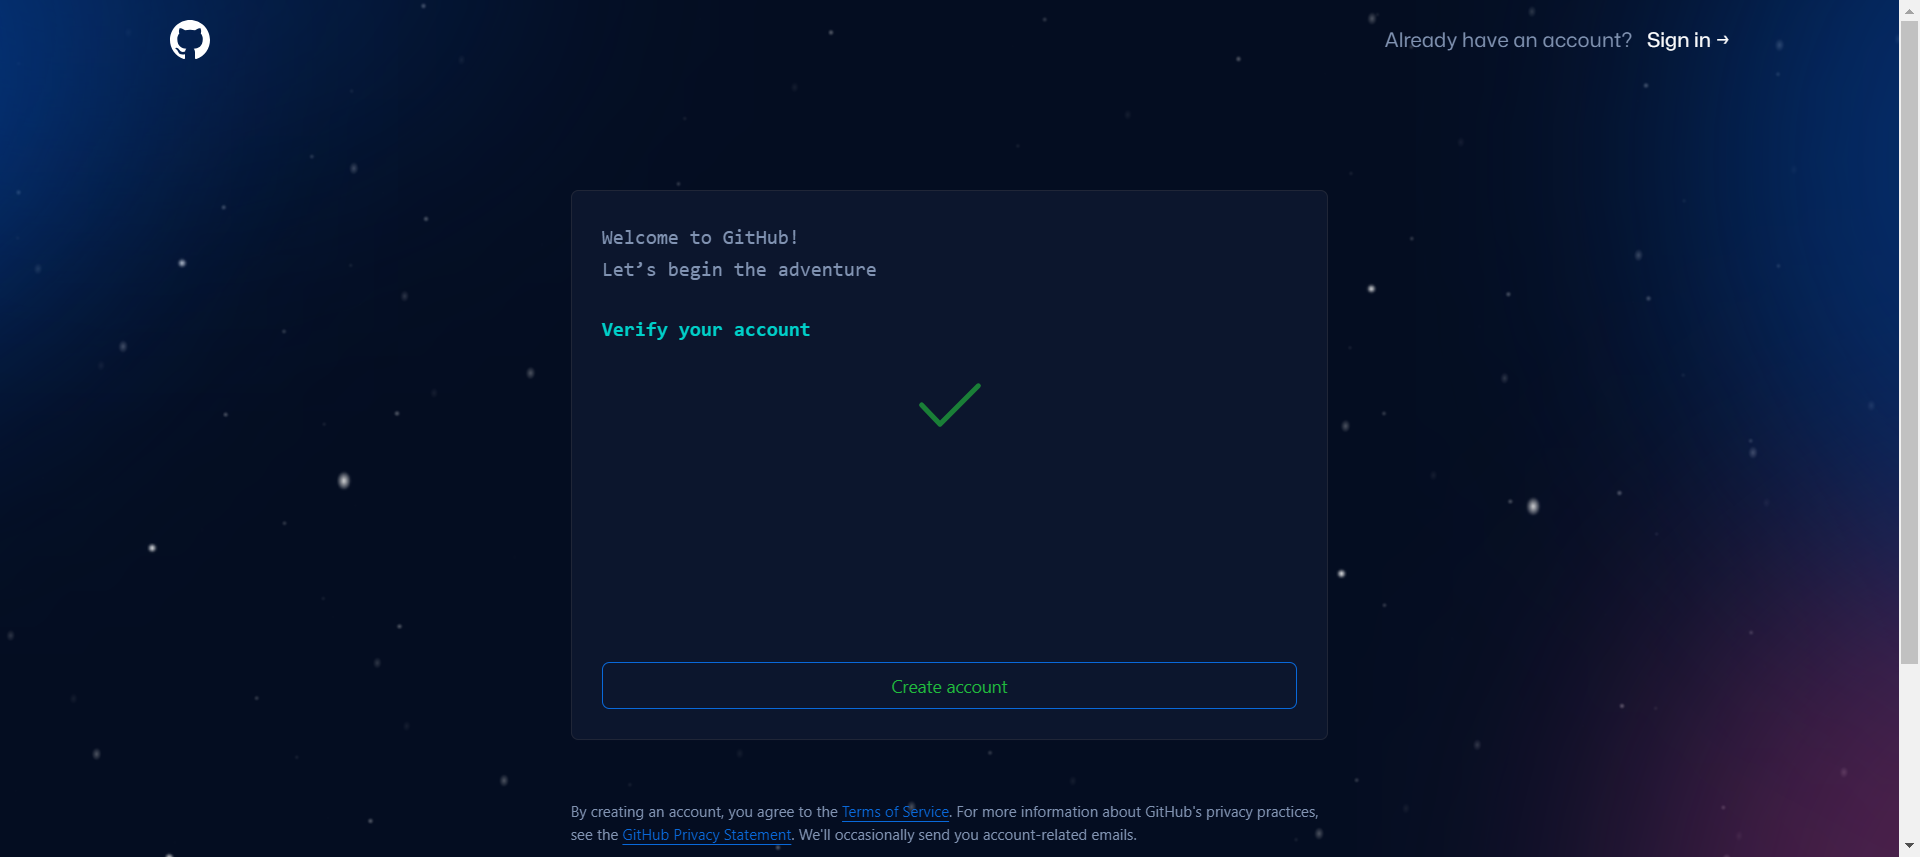 Already have an account? Sign in →
Welcome to GitHub!
Let’s begin the adventure
Verify your account
Create account
By creating an account, you agree to the Terms of Service. For more information about GitHub's privacy practices,
see the GitHub Privacy Statement. We'll occasionally send you account-related emails.